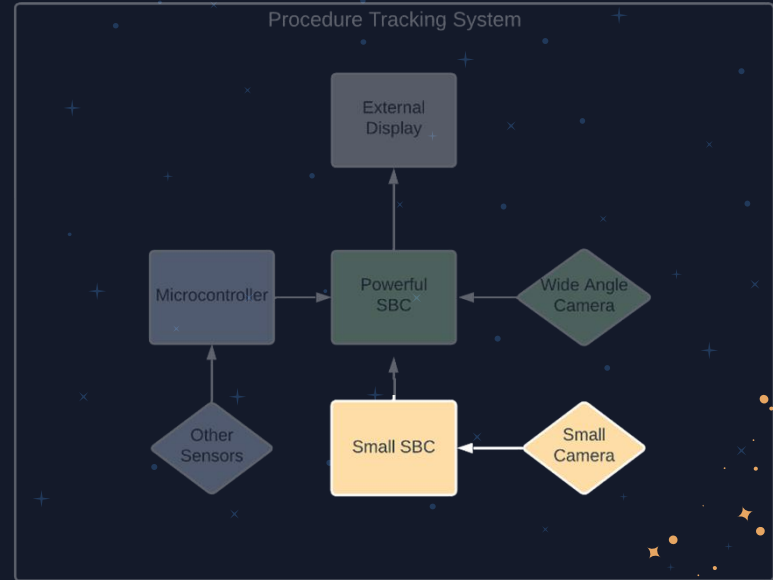 Procedure Tracking System
External
Display
Microcontroller
Powerful
SBC
Wide Angle
Camera
Other
Sensors
Small SBC
Small
Camera